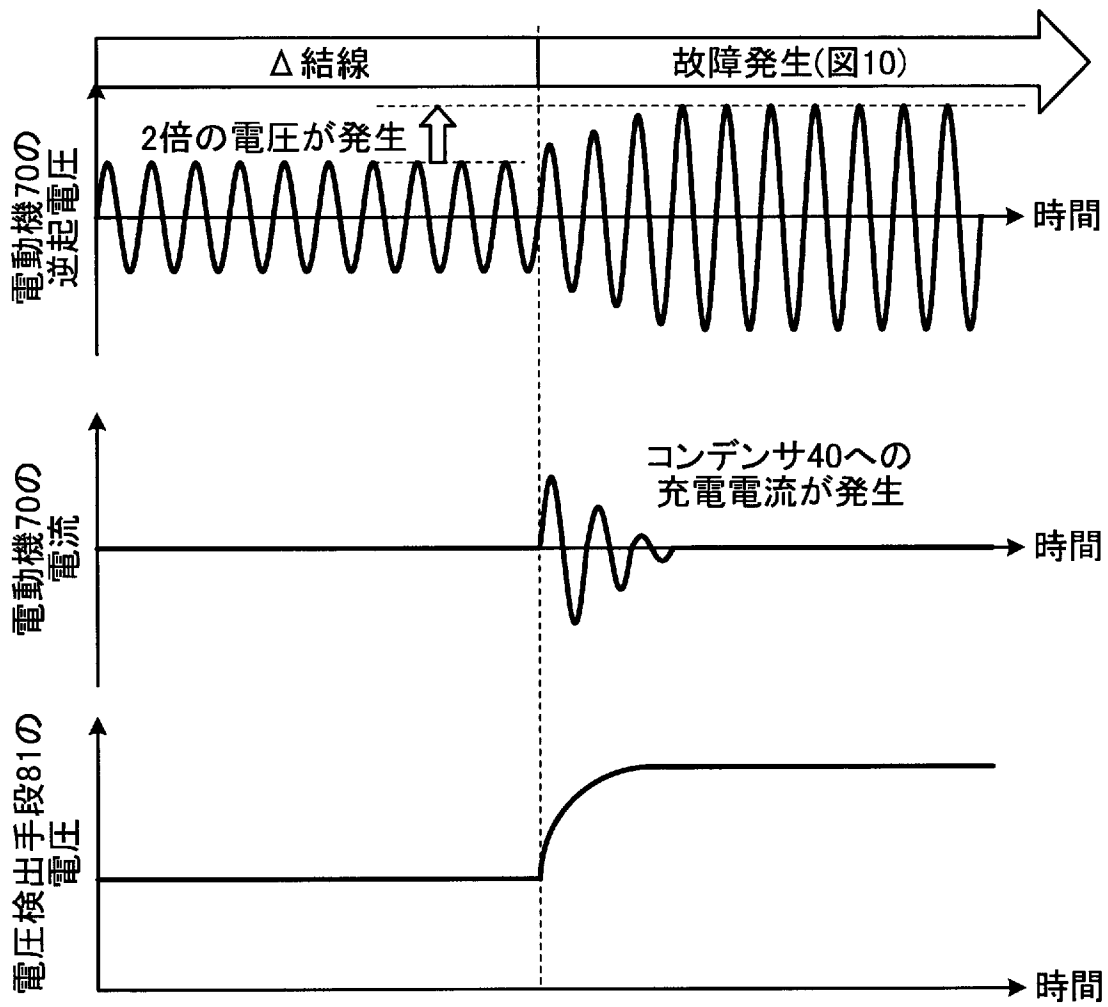 Δ結線
故障発生(図10)
2倍の電圧が発生
電動機70の
逆起電圧
時間
コンデンサ40への
充電電流が発生
電動機70の
電流
時間
電圧検出手段81の
電圧
時間